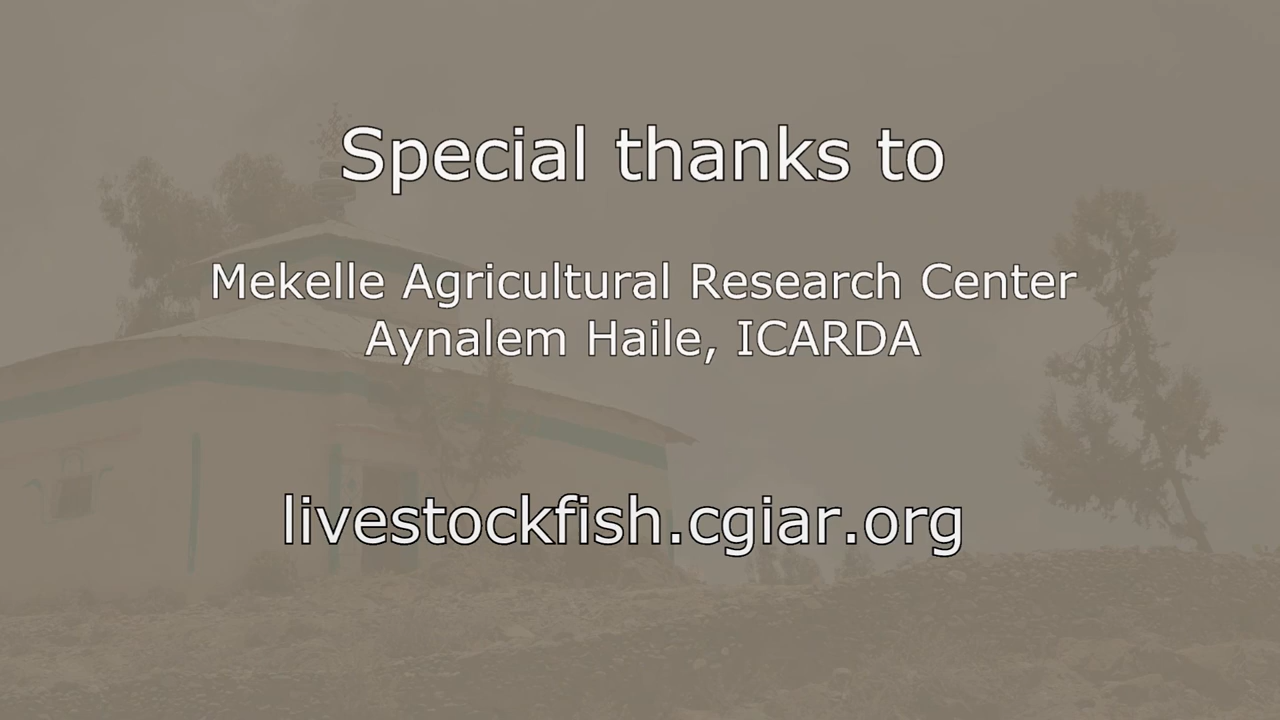 Special thanks to
Mekelle Agricultural Research Center
Aynalem Haile, ICARDA
livestockfish.cgiar.org